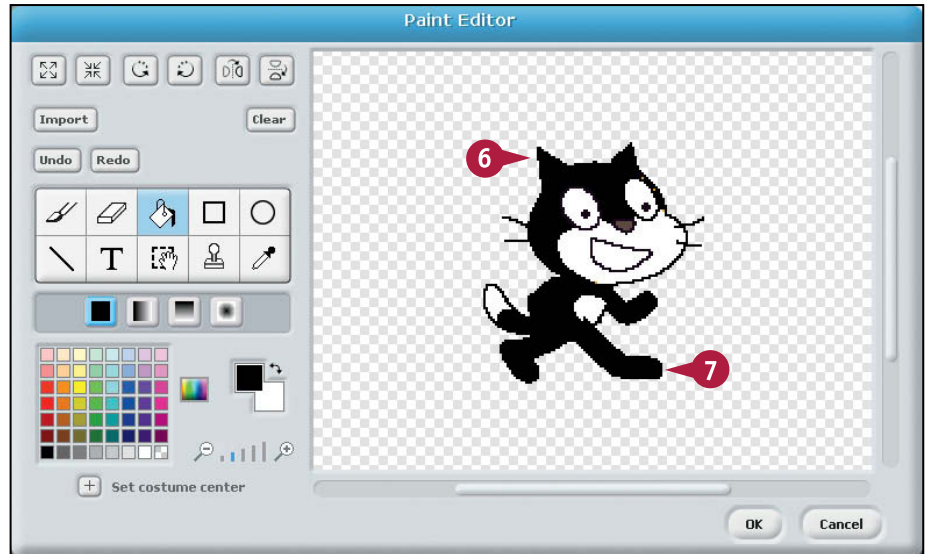 Paint Editor
Import
Clear
Undo
Redo
T
Set costume center
6
7
OK
Cancel